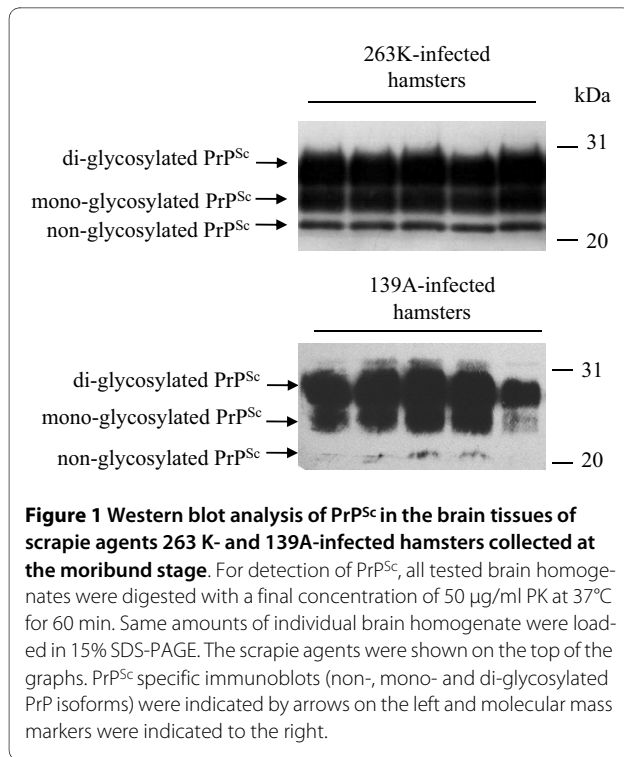 263K-infected
hamsters
kDa
31
di-glycosylated PrPSc
mono-glycosylated PrPSc
non-glycosylated PrPSc
20
139A-infected
hamsters
31
di-glycosylated PrPSc
mono-glycosylated PrPSc
non-glycosylated PrPSc
20
Figure 1 Western blot analysis of PrPSc in the brain tissues of
scrapie agents 263 K- and 139A-infected hamsters collected at
the moribund stage. For detection of PrPSc, all tested brain homoge-
nates were digested with a final concentration of 50 μg/ml PK at 37°C
for 60 min. Same amounts of individual brain homogenate were load-
ed in 15% SDS-PAGE. The scrapie agents were shown on the top of the
graphs. PrPSc specific immunoblots (non-, mono- and di-glycosylated
PrP isoforms) were indicated by arrows on the left and molecular mass
markers were indicated to the right.